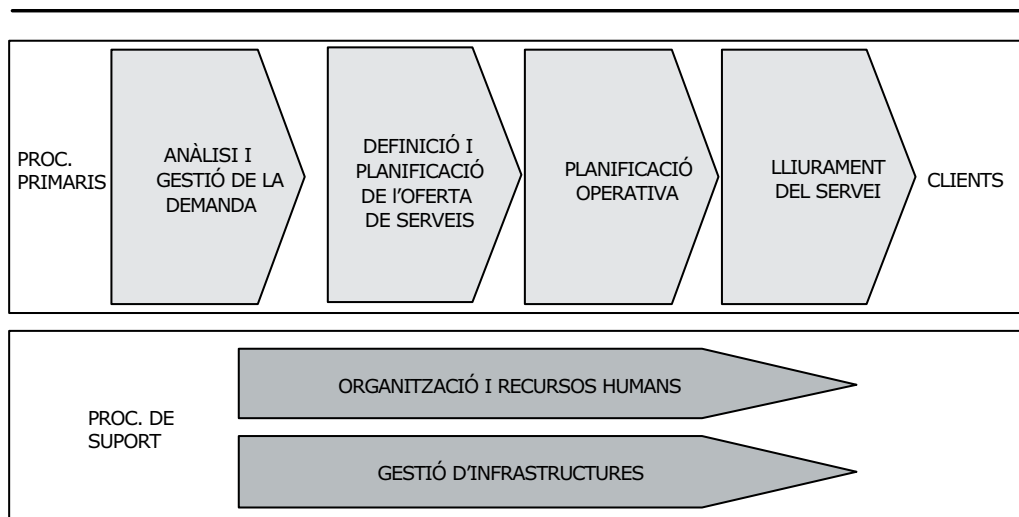 PROC.
PRIMARIS
ANÀLISI I
GESTIÓ DE LA
DEMANDA
DEFINICIÓ I
PLANIFICACIÓ
DE l'OFERTA
DE SERVEIS
PLANIFICACIÓ
OPERATIVA
LLIURAMENT
DEL SERVEI
CLIENTS
PROC. DE
SUPORT
ORGANITZACIÓ I RECURSOS HUMANS
GESTIÓ D'INFRASTRUCTURES